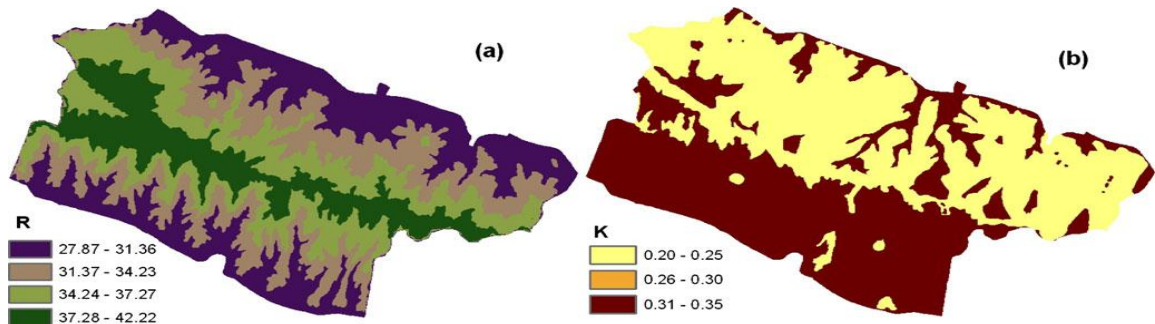 (a)
R
27.87 - 31.36
31.37 - 34.23
34.24 - 37.27
37.28 - 42.22
(b)
K
0.20 - 0.25
0.26 - 0.30
0.31 - 0.35